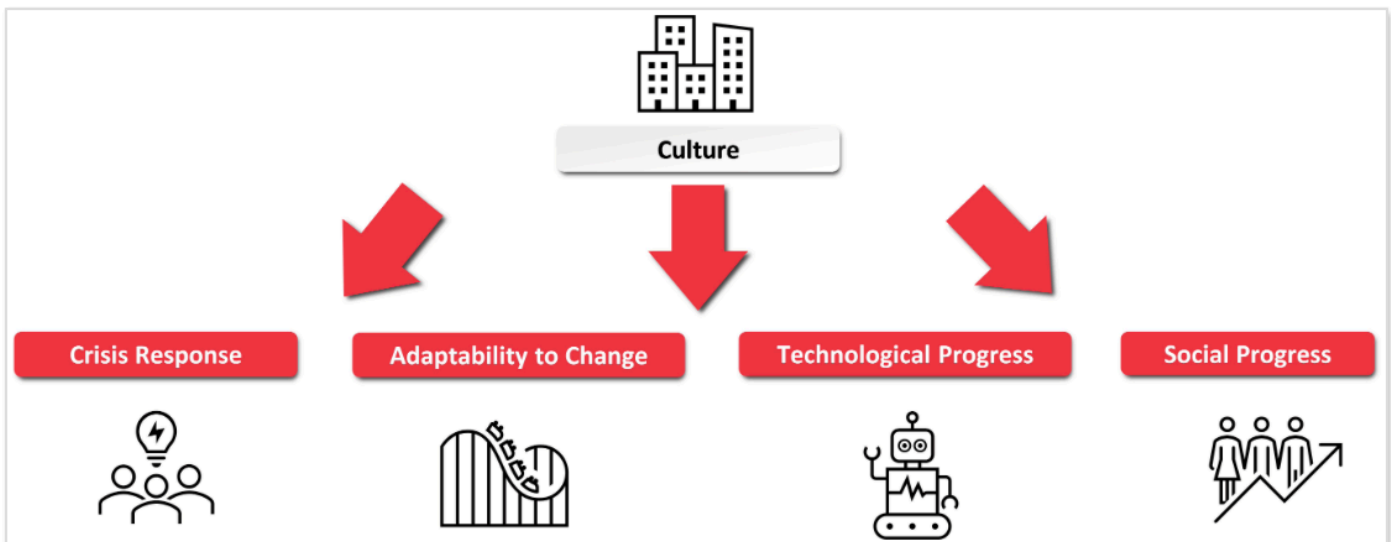 Culture
Crisis Response
Adaptability to Change
Technological Progress
Social Progress